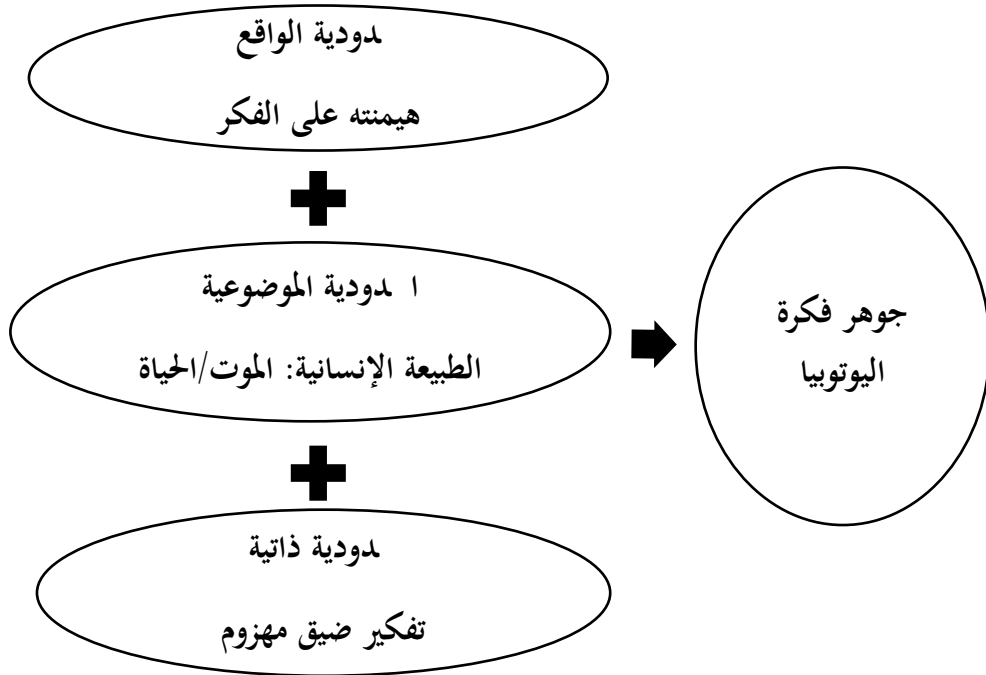 دودية الواقع
هيمنته على الفكر
ا دودية الموضوعية
الطبيعة الإنسانية: الموت/الحياة
جوهر فكرة
اليوتوبيا
دودية ذاتية
تفكير ضيق مهزوم